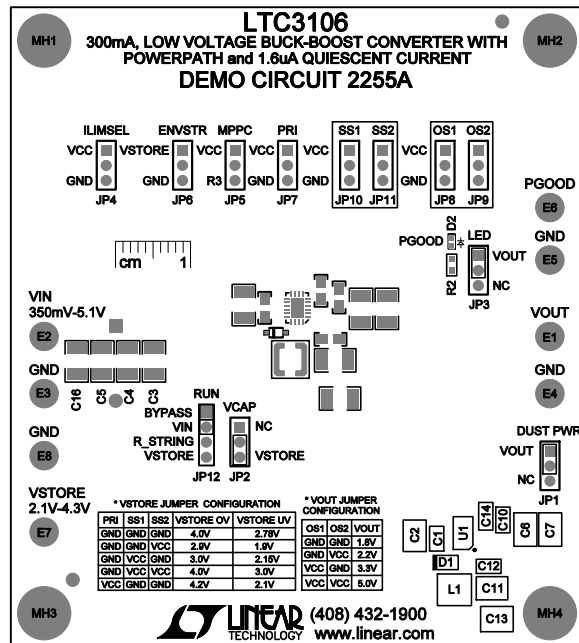 LTC3106
MH1
MH2
300mA, LOW VOLTAGE BUCK-BOOST CONVERTER WITH
POWERPATH and 1.6uA QUIESCENT CURRENT
DEMO CIRCUIT 2255A
ILIMSEL ENVSTR MPPC PRI SS1 SS2 OS1 OS2
VCC VSTORE VCC VCC VCC VCC
GND GND R3 GND GND GND
JP4 JP6 JP5 JP7 JP10 JP11 JP8 JP9
PGOOD
E6
D2 LED
PGOOD VOUT
GND
E5
R2 NC
JP3
cm 1
VIN
350mV-5.1V
E2
VOUT
E1
GND
E3
GND
E4
C16 C5 C4 C3
RUN
BYPASS
VIN
R_STRING
VSTORE
JP12
VCAP
NC
VSTORE
JP2
GND
E8
DUST PWR
VOUT
NC
JP1
VSTORE
2.1V-4.3V
E7
* VSTORE JUMPER CONFIGURATION
PRI SS1 SS2 VSTORE OV VSTORE UV
GND GND GND 4.0V 2.78V
GND GND VCC 2.9V 1.9V
GND VCC GND 3.0V 2.15V
GND VCC VCC 4.0V 3.0V
VCC GND GND 4.2V 2.1V
* VOUT JUMPER
CONFIGURATION
OS1 OS2 VOUT
GND GND 1.8V
GND VCC 2.2V
VCC GND 3.3V
VCC VCC 5.0V
C2 C1 U1 C14 C10 C6 C7
D1 C12
L1 C11
C13
MH3
MH4
LT LINEAR
TECHNOLOGY
(408) 432-1900
www.linear.com